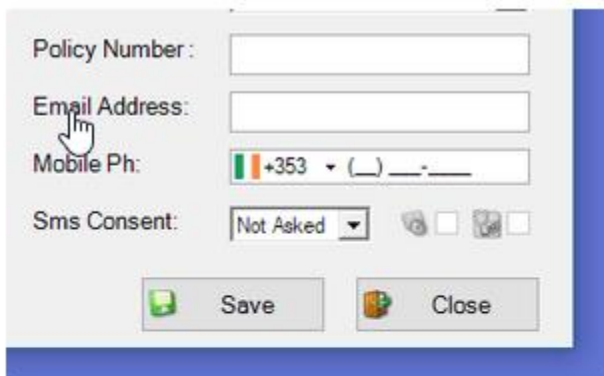 Policy Number :
Email Address:
Mobile Ph:
+353 (__) ___-____
Sms Consent:
Not Asked
Save
Close